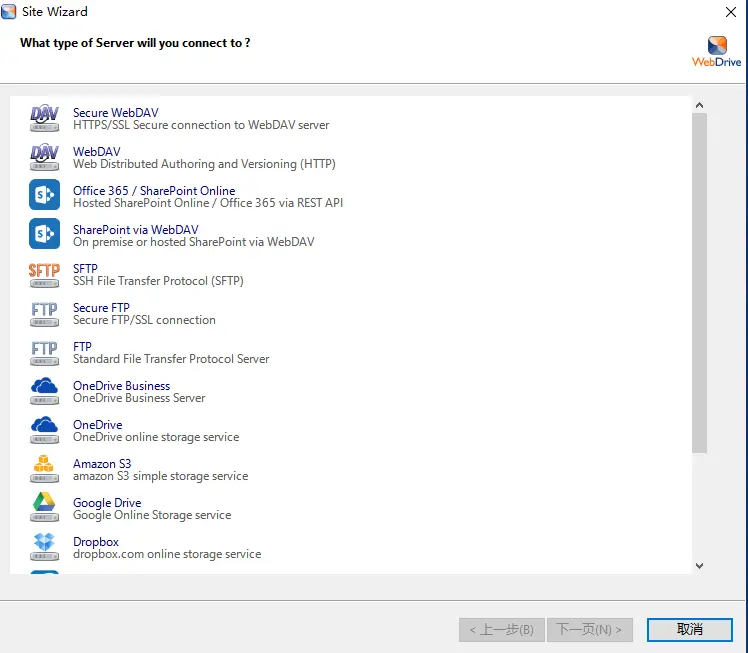 Site Wizard
What type of Server will you connect to ?
WebDrive
DAV
Secure WebDAV
HTTPS/SSL Secure connection to WebDAV server
DAV
WebDAV
Web Distributed Authoring and Versioning (HTTP)
S
Office 365 / SharePoint Online
Hosted SharePoint Online / Office 365 via REST API
S
SharePoint via WebDAV
On premise or hosted SharePoint via WebDAV
SFTP
SFTP
SSH File Transfer Protocol (SFTP)
FTP
Secure FTP
Secure FTP/SSL connection
FTP
FTP
Standard File Transfer Protocol Server
OneDrive Business
OneDrive Business Server
OneDrive
OneDrive online storage service
Amazon S3
amazon S3 simple storage service
Google Drive
Google Online Storage service
Dropbox
dropbox.com online storage service
< 上一步(B)
下一页(N) >
取消